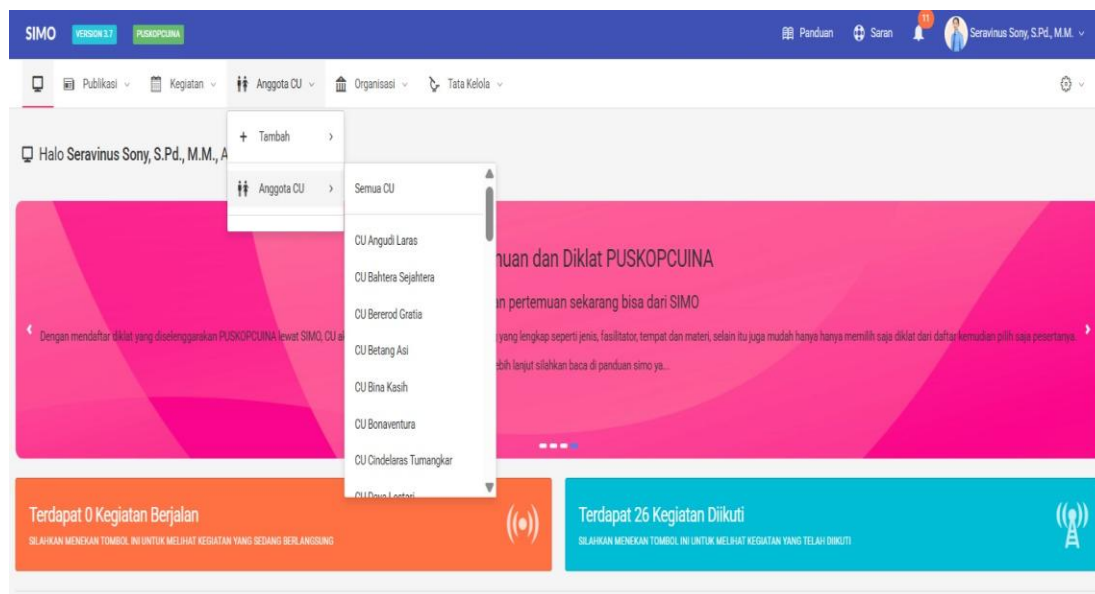 SIMO VERSION 3.7 PUSKOPCUINA
Panduan Saran 11 Seravinus Sony, S.Pd., M.M.
Publikasi Kegiatan Anggota CU Organisasi Tata Kelola
+ Tambah
Halo Seravinus Sony, S.Pd., M.M., A
Anggota CU
Semua CU
CU Angudi Laras
CU Bahtera Sejahtera
CU Bererod Gratia
CU Betang Asi
CU Bina Kasih
CU Bonaventura
CU Cindelaras Tumangkar
CU Daya Lestari
nuan dan Diklat PUSKOPCUINA
an pertemuan sekarang bisa dari SIMO
Dengan mendaftar diklat yang diselenggarakan PUSKOPCUINA lewat SIMO, CU a
yang lengkap seperti jenis, fasilitator, tempat dan materi, selain itu juga mudah hanya hanya memilih saja diklat dari daftar kemudian pilih saja pesertanya.
ebih lanjut silahkan baca di panduan simo ya...
Terdapat 0 Kegiatan Berjalan
SILAHKAN MENEKAN TOMBOL INI UNTUK MELIHAT KEGIATAN YANG SEDANG BERLANGSUNG
Terdapat 26 Kegiatan Diikuti
SILAHKAN MENEKAN TOMBOL INI UNTUK MELIHAT KEGIATAN YANG TELAH DIIKUTI